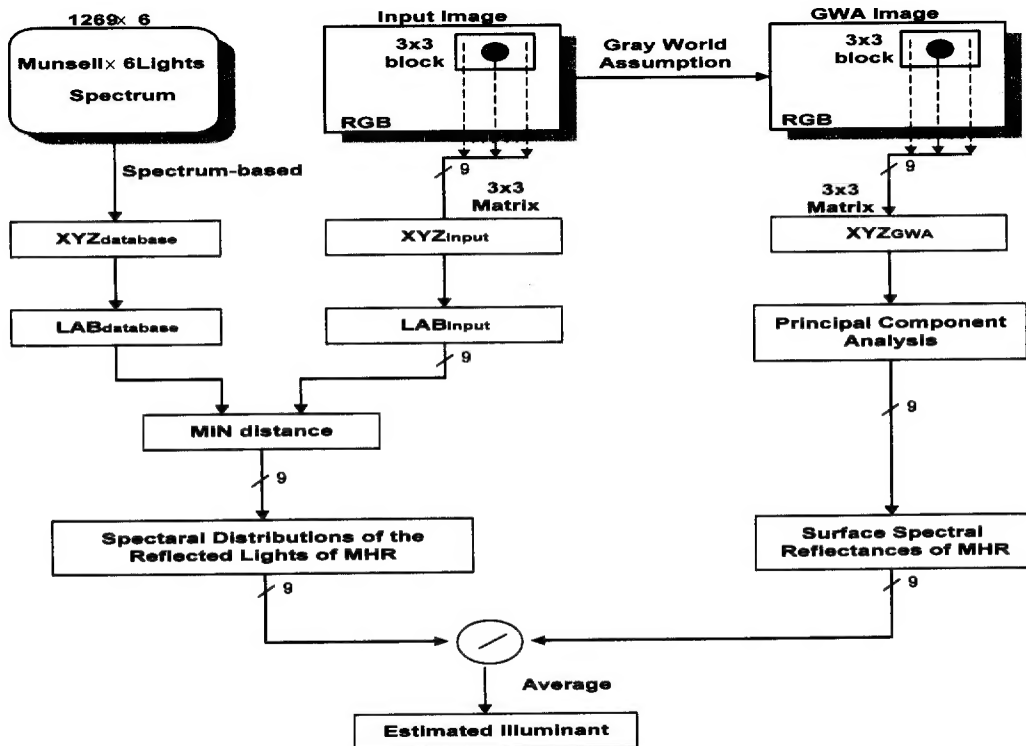 1269× 6
Munsell× 6Lights
Spectrum
Input Image
3x3
block
RGB
Gray World
Assumption
GWA Image
3x3
block
RGB
Spectrum-based
9
3x3
Matrix
9
3x3
Matrix
XYZdatabase
XYZInput
XYZGWA
LABdatabase
LABInput
Principal Component
Analysis
9
MIN distance
9
9
Spectaral Distributions of the
Reflected Lights of MHR
Surface Spectral
Reflectances of MHR
9
9
Average
Estimated Illuminant